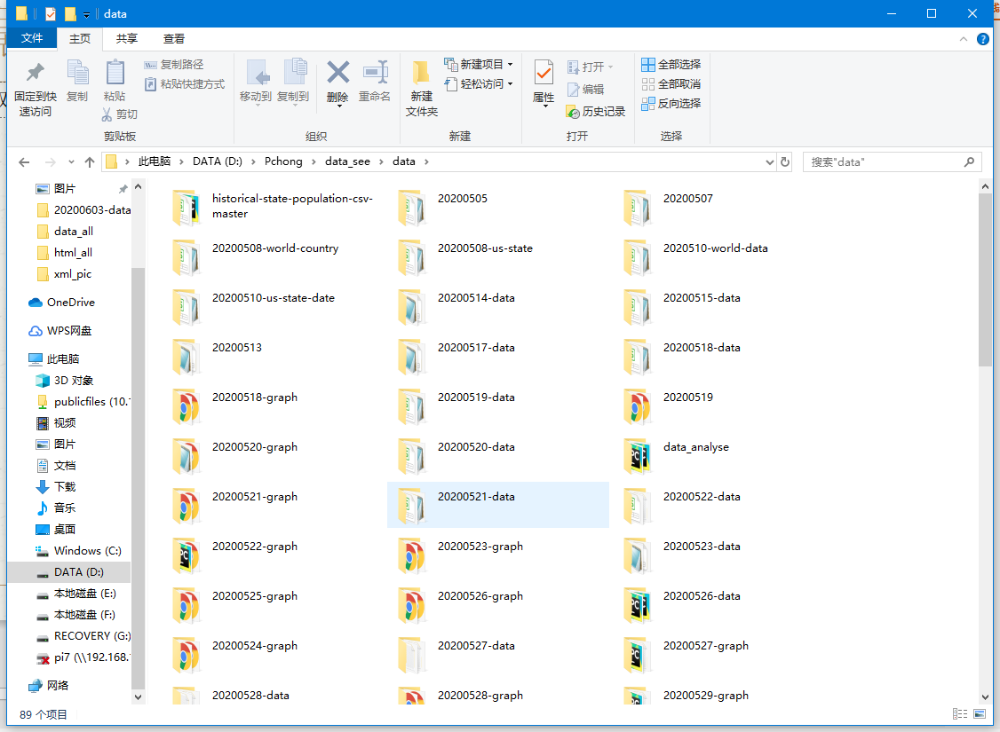 data
文件 主页 共享 查看
固定到快速访问
复制
粘贴
复制路径
粘贴快捷方式
剪切
剪贴板
移动到 复制到 删除 重命名
组织
新建文件夹
新建项目
轻松访问
新建
属性
打开
编辑
历史记录
打开
全部选择
全部取消
反向选择
选择
此电脑 DATA (D:) Pchong data_see data
搜索"data"
图片
20200603-data
data_all
html_all
xml_pic
OneDrive
WPS网盘
此电脑
3D 对象
publicfiles (10.
视频
图片
文档
下载
音乐
桌面
Windows (C:)
DATA (D:)
本地磁盘 (E:)
本地磁盘 (F:)
RECOVERY (G:)
pi7 (\\192.168.
网络
historical-state-population-csv-master 20200505 20200507
20200508-world-country 20200508-us-state 2020510-world-data
20200510-us-state-date 20200514-data 20200515-data
20200513 20200517-data 20200518-data
20200518-graph 20200519-data 20200519
20200520-graph 20200520-data data_analyse
20200521-graph 20200521-data 20200522-data
20200522-graph 20200523-graph 20200523-data
20200525-graph 20200526-graph 20200526-data
20200524-graph 20200527-data 20200527-graph
20200528-data 20200528-graph 20200529-graph
89 个项目